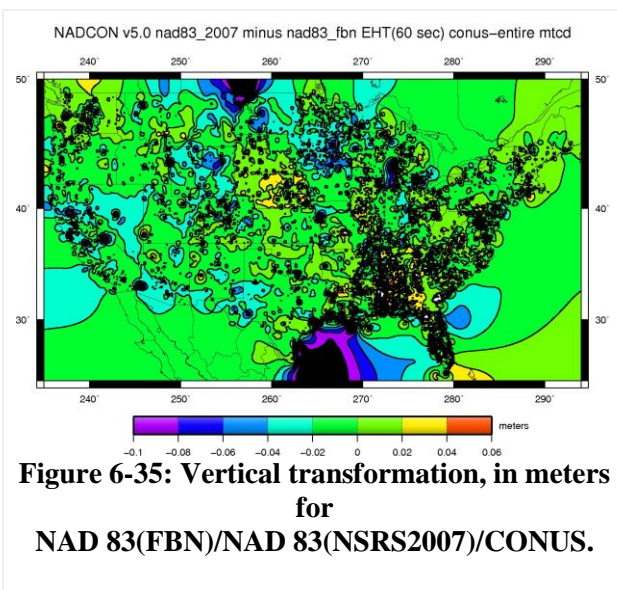 NADCON v5.0 nad83_2007 minus nad83_fbn EHT(60 sec) conus−entire mtcd
240˚ 250˚ 260˚ 270˚ 280˚ 290˚
50˚ 50˚
40˚ 40˚
30˚ 30˚
240˚ 250˚ 260˚ 270˚ 280˚ 290˚
meters
−0.1 −0.08 −0.06 −0.04 −0.02 0 0.02 0.04 0.06
Figure 6-35: Vertical transformation, in meters
for
NAD 83(FBN)/NAD 83(NSRS2007)/CONUS.